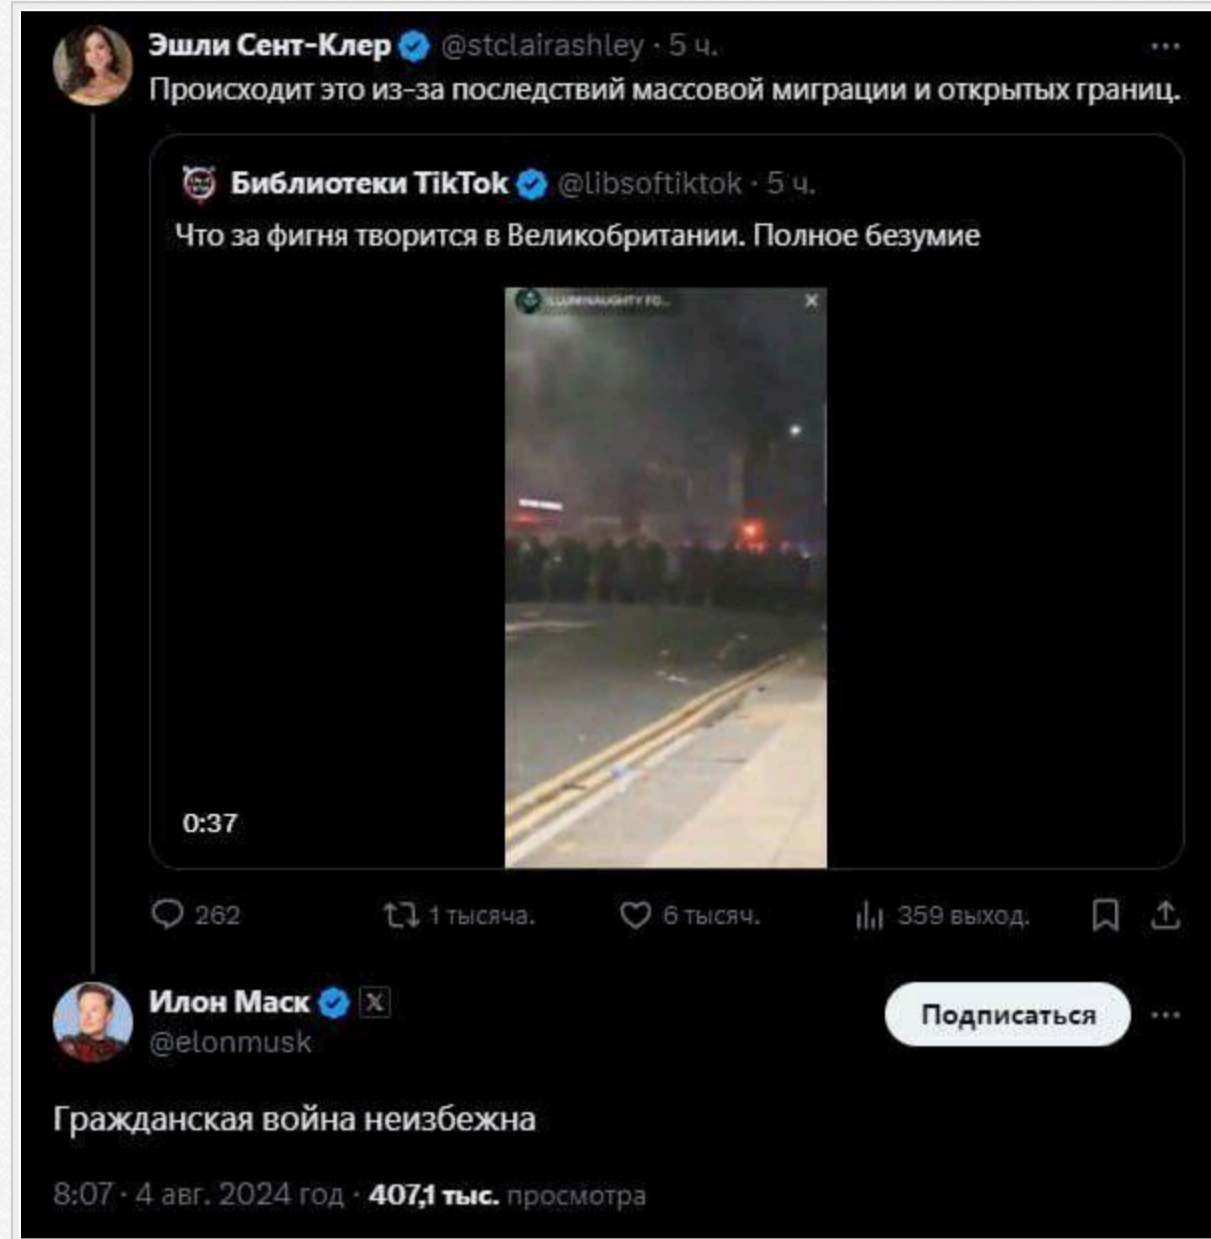 Эшли Сент-Клер @stclairashley · 5 ч.
Происходит это из-за последствий массовой миграции и открытых границ.
Библиотеки TikTok @libsoftiktok · 5 ч.
Что за фигня творится в Великобритании. Полное безумие
ILLUMINAUGHTY FO...
0:37
262 1 тысяча. 6 тысяч. 359 выход.
Илон Маск
@elonmusk
Подписаться
Гражданская война неизбежна
8:07 · 4 авг. 2024 год · 407,1 тыс. просмотра